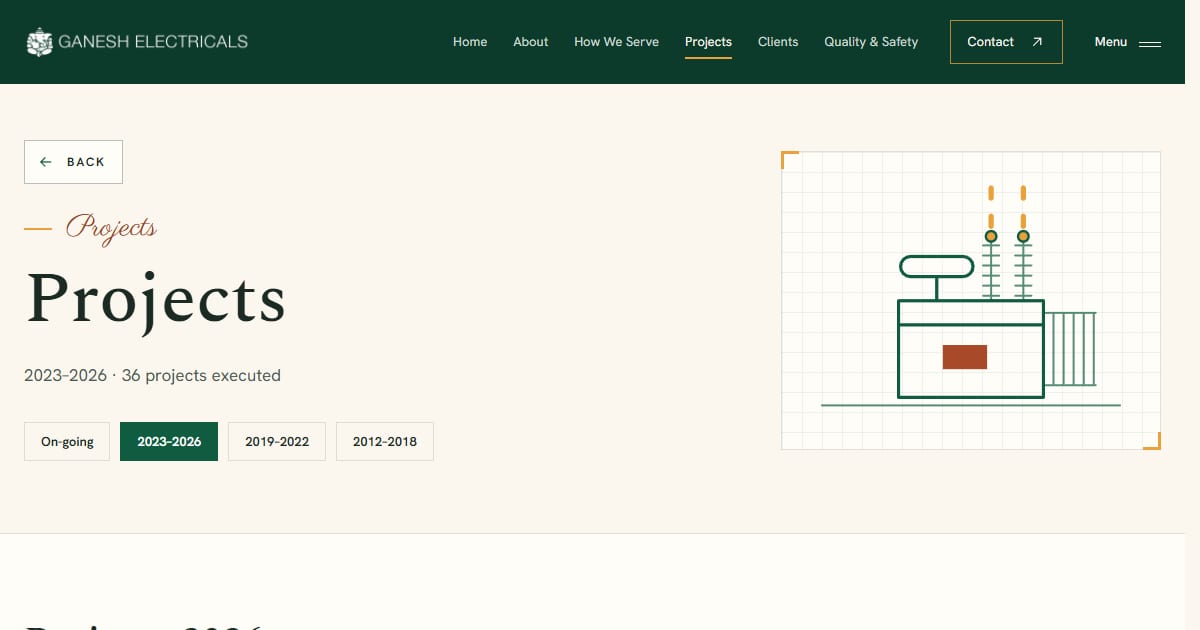 GANESH ELECTRICALS
Home About How We Serve Projects Clients Quality & Safety Contact Menu
BACK
Projects
Projects
2023–2026 · 36 projects executed
On-going 2023–2026 2019–2022 2012–2018